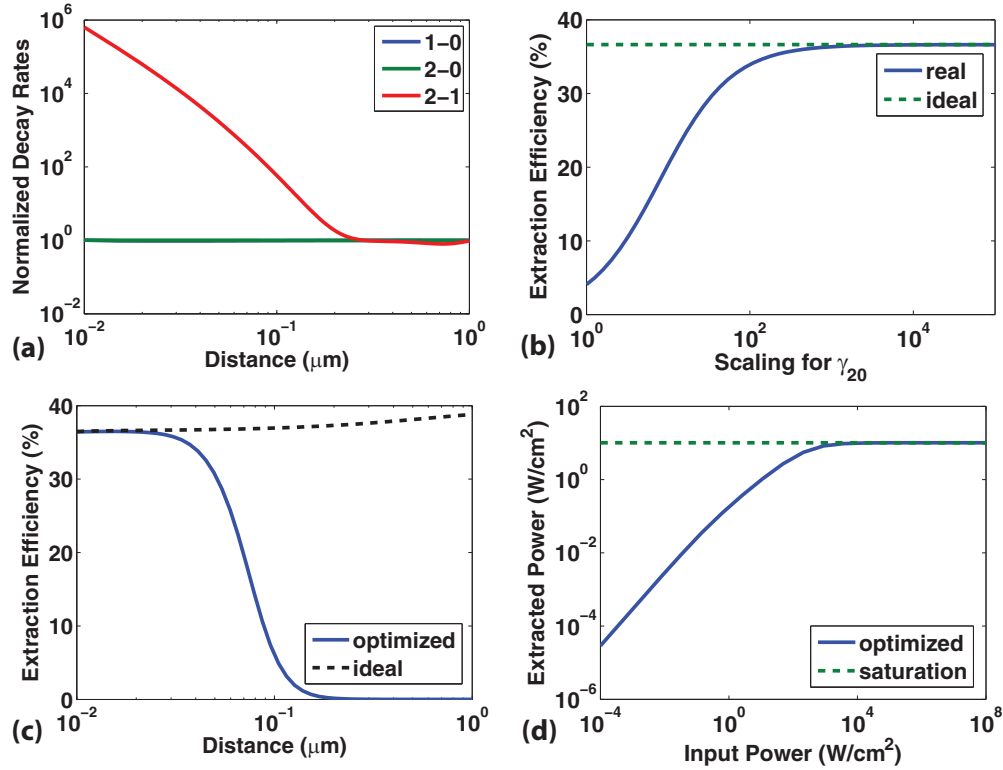 10^6
10^4
10^2
10^0
10^-2
Normalized Decay Rates
1-0
2-0
2-1
10^-2
10^-1
10^0
Distance (μm)
(a)
40
30
20
10
0
Extraction Efficiency (%)
real
ideal
10^0
10^2
10^4
Scaling for γ_20
(b)
40
30
20
10
0
Extraction Efficiency (%)
optimized
ideal
10^-2
10^-1
10^0
Distance (μm)
(c)
10^2
10^0
10^-2
10^-4
10^-6
Extracted Power (W/cm^2)
optimized
saturation
10^-4
10^0
10^4
10^8
Input Power (W/cm^2)
(d)